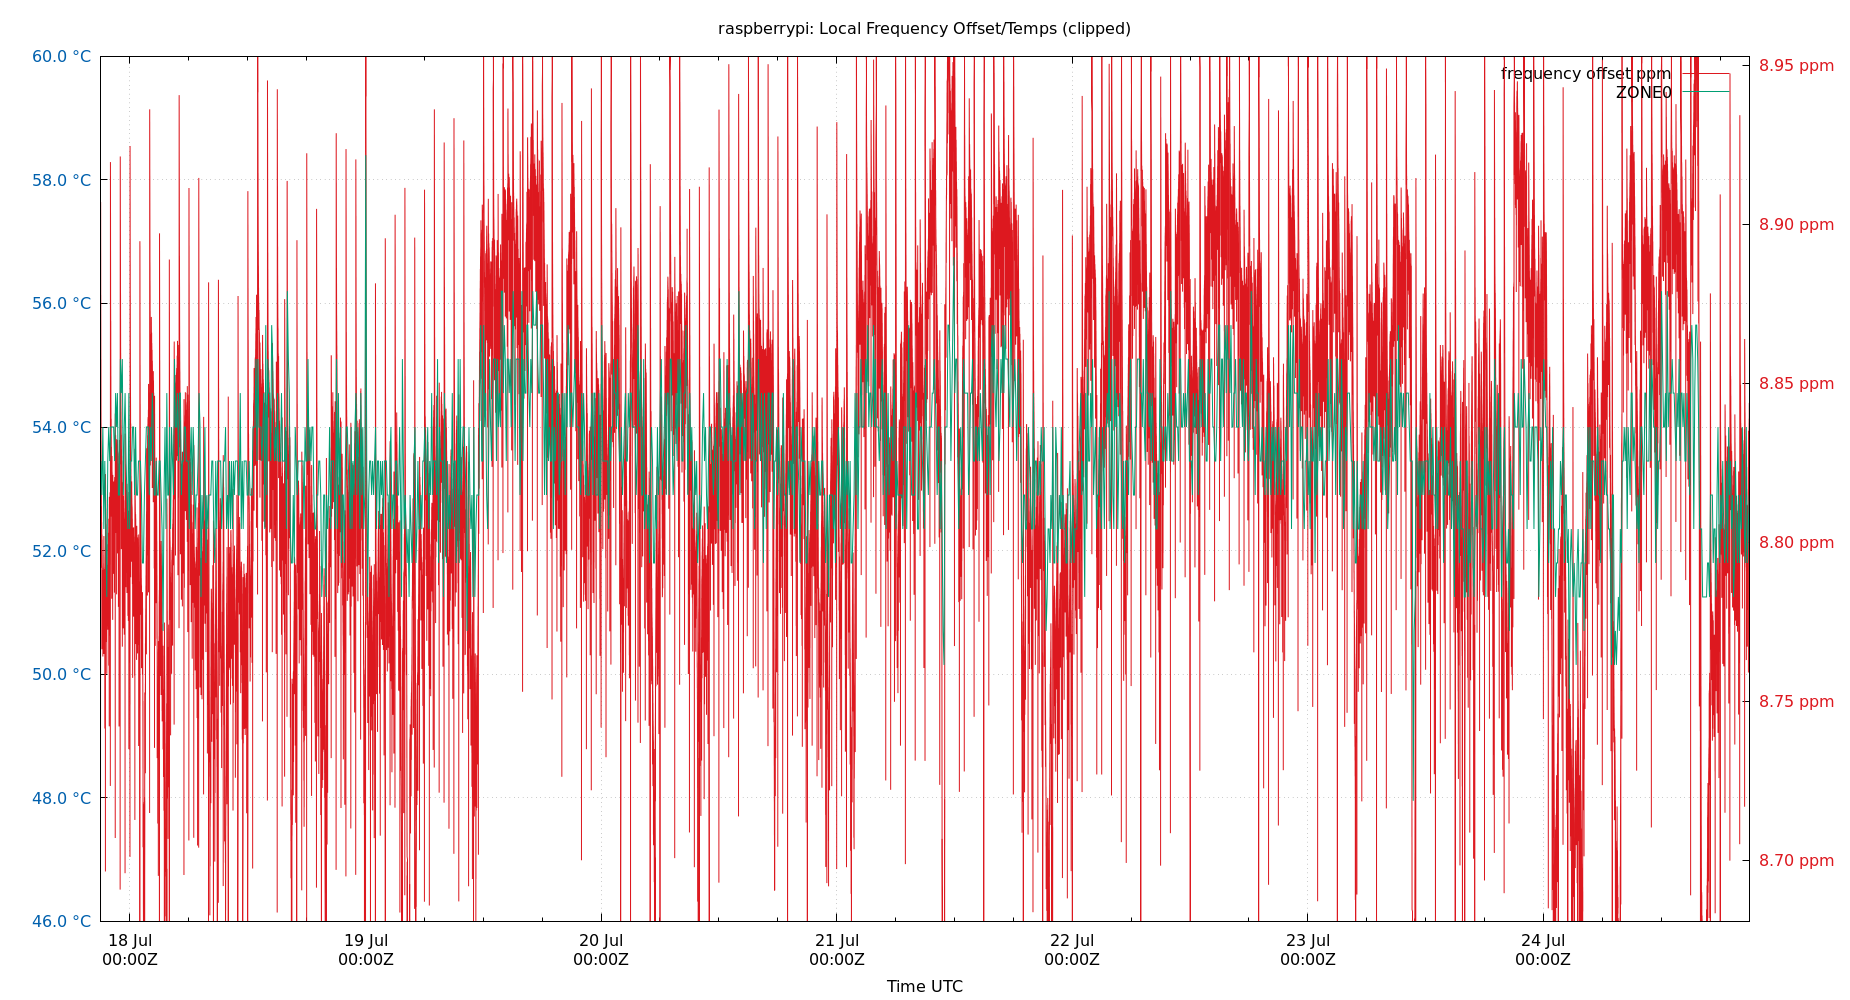 raspberrypi: Local Frequency Offset/Temps (clipped)
60.0 °C
58.0 °C
56.0 °C
54.0 °C
52.0 °C
50.0 °C
48.0 °C
46.0 °C
frequency offset ppm
ZONE0
8.95 ppm
8.90 ppm
8.85 ppm
8.80 ppm
8.75 ppm
8.70 ppm
18 Jul
00:00Z
19 Jul
00:00Z
20 Jul
00:00Z
21 Jul
00:00Z
22 Jul
00:00Z
23 Jul
00:00Z
24 Jul
00:00Z
Time UTC